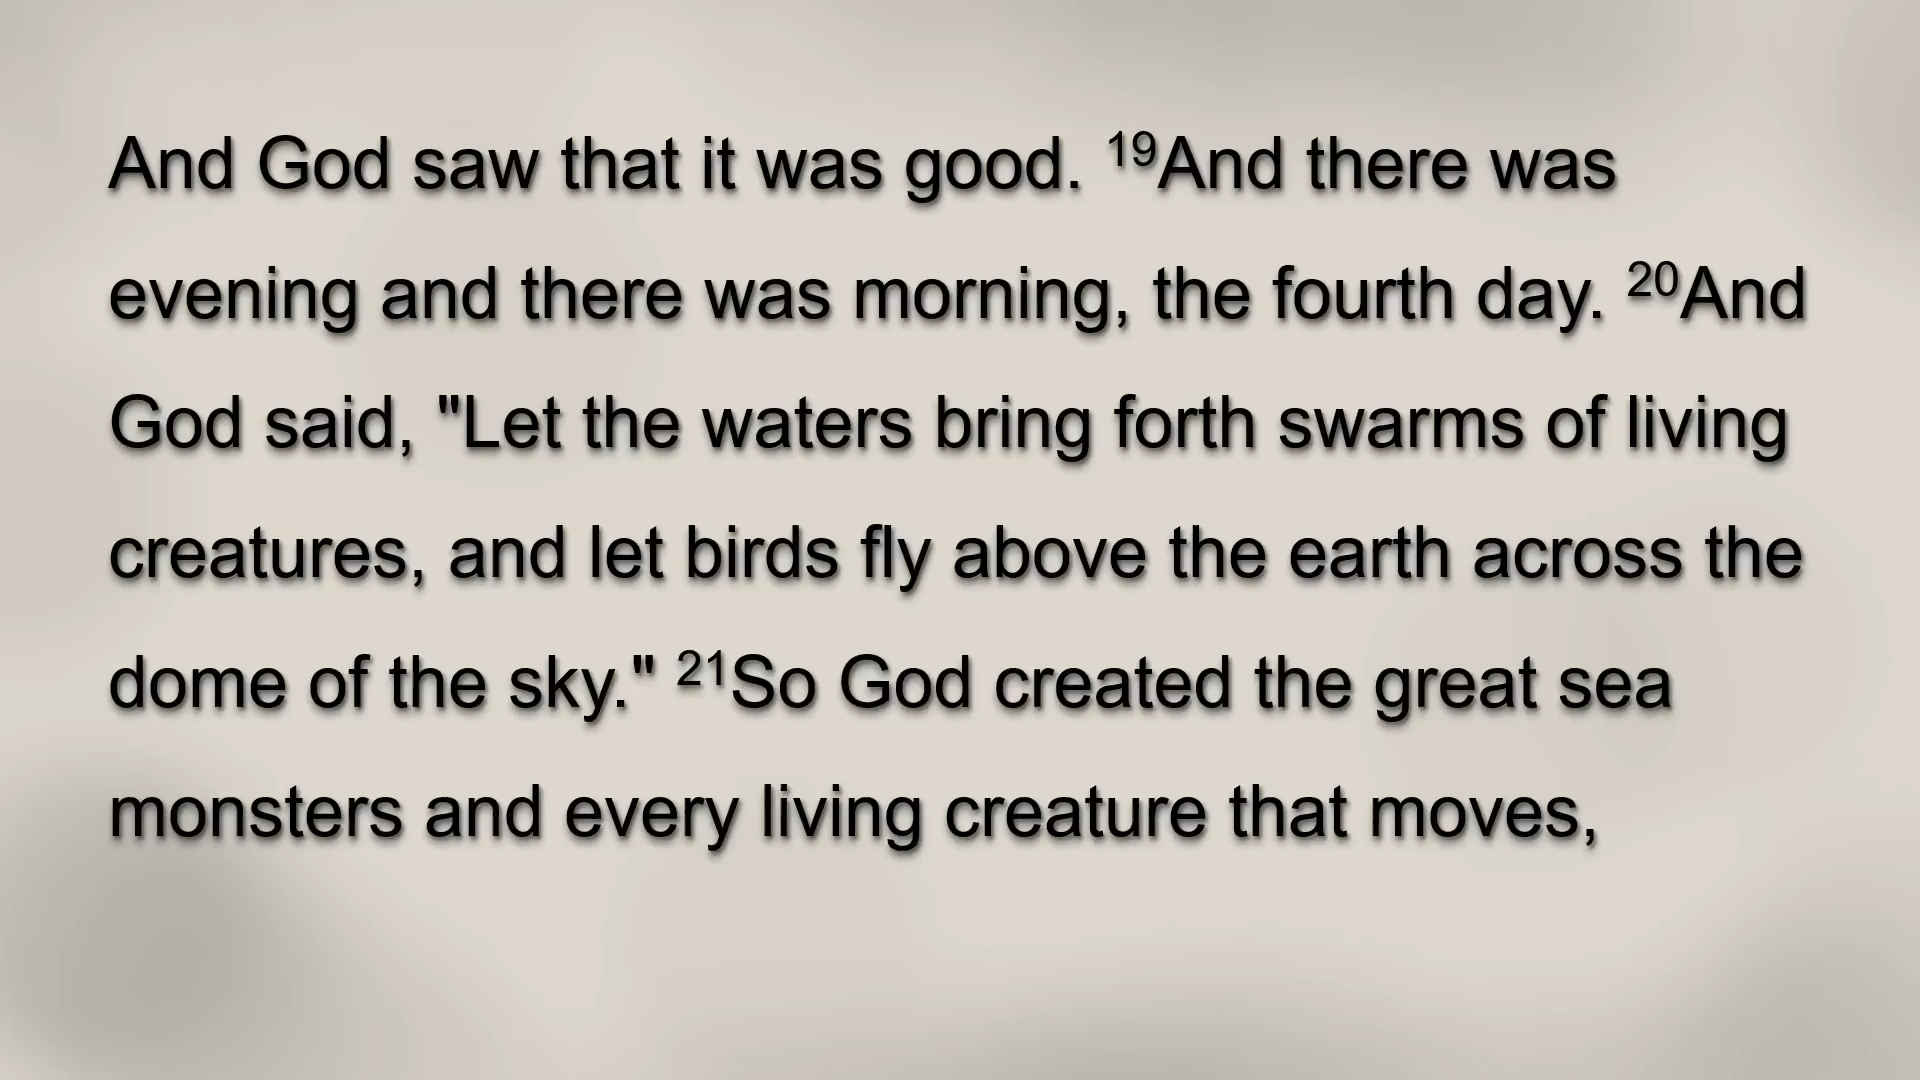 And God saw that it was good. 19And there was
evening and there was morning, the fourth day. 20And
God said, "Let the waters bring forth swarms of living
creatures, and let birds fly above the earth across the
dome of the sky." 21So God created the great sea
monsters and every living creature that moves,